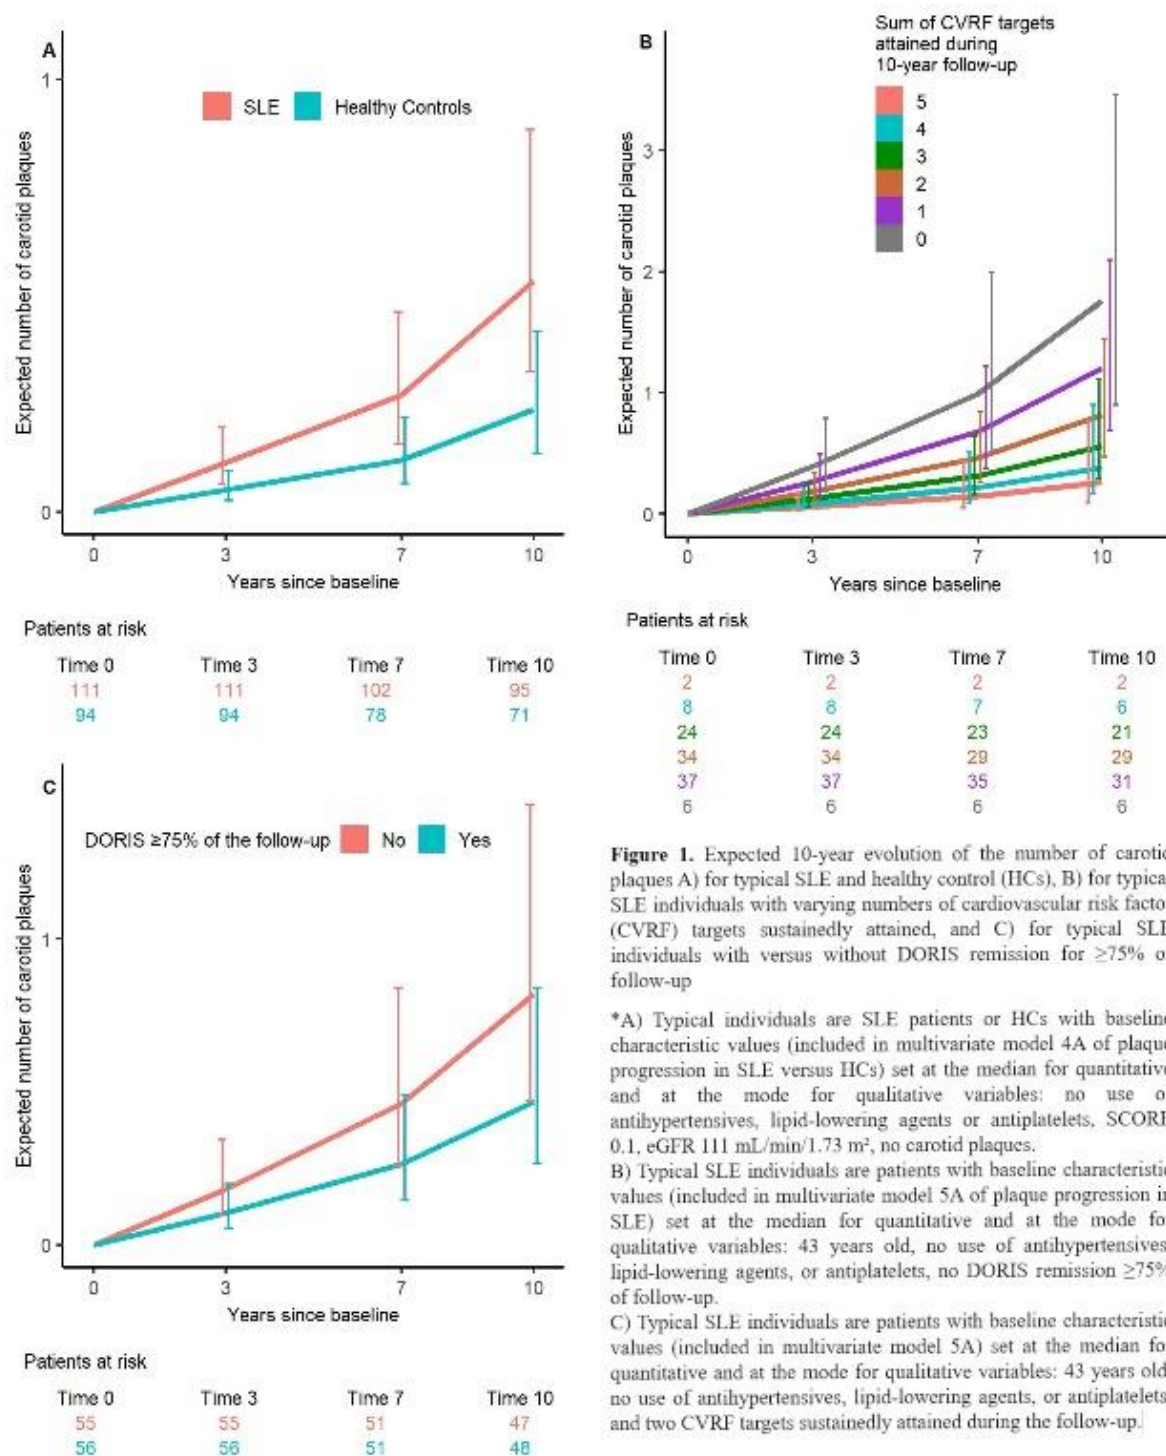 A
1
SLE Healthy Controls
Expected number of carotid plaques
0
0 3 7 10
Years since baseline
Patients at risk
Time 0 Time 3 Time 7 Time 10
111 111 102 95
94 94 78 71
B
Sum of CVRF targets
attained during
10-year follow-up
5
4
3
2
1
0
Expected number of carotid plaques
3
2
1
0
0 3 7 10
Years since baseline
Patients at risk
Time 0 Time 3 Time 7 Time 10
2 2 2 2
8 8 7 6
24 24 23 21
34 34 29 29
37 37 35 31
6 6 6 6
C
DORIS ≥75% of the follow-up No Yes
Expected number of carotid plaques
1
0
0 3 7 10
Years since baseline
Patients at risk
Time 0 Time 3 Time 7 Time 10
55 55 51 47
56 56 51 48
Figure 1. Expected 10-year evolution of the number of carotid
plaques A) for typical SLE and healthy control (HCs), B) for typical
SLE individuals with varying numbers of cardiovascular risk factor
(CVRF) targets sustainedly attained, and C) for typical SLE
individuals with versus without DORIS remission for ≥75% of
follow-up
*A) Typical individuals are SLE patients or HCs with baseline
characteristic values (included in multivariate model 4A of plaque
progression in SLE versus HCs) set at the median for quantitative
and at the mode for qualitative variables: no use of
antihypertensives, lipid-lowering agents or antiplatelets, SCORE
0.1, eGFR 111 mL/min/1.73 m², no carotid plaques.
B) Typical SLE individuals are patients with baseline characteristic
values (included in multivariate model 5A of plaque progression in
SLE) set at the median for quantitative and at the mode for
qualitative variables: 43 years old, no use of antihypertensives,
lipid-lowering agents, or antiplatelets, no DORIS remission ≥75%
of follow-up.
C) Typical SLE individuals are patients with baseline characteristic
values (included in multivariate model 5A) set at the median for
quantitative and at the mode for qualitative variables: 43 years old,
no use of antihypertensives, lipid-lowering agents, or antiplatelets,
and two CVRF targets sustainedly attained during the follow-up.